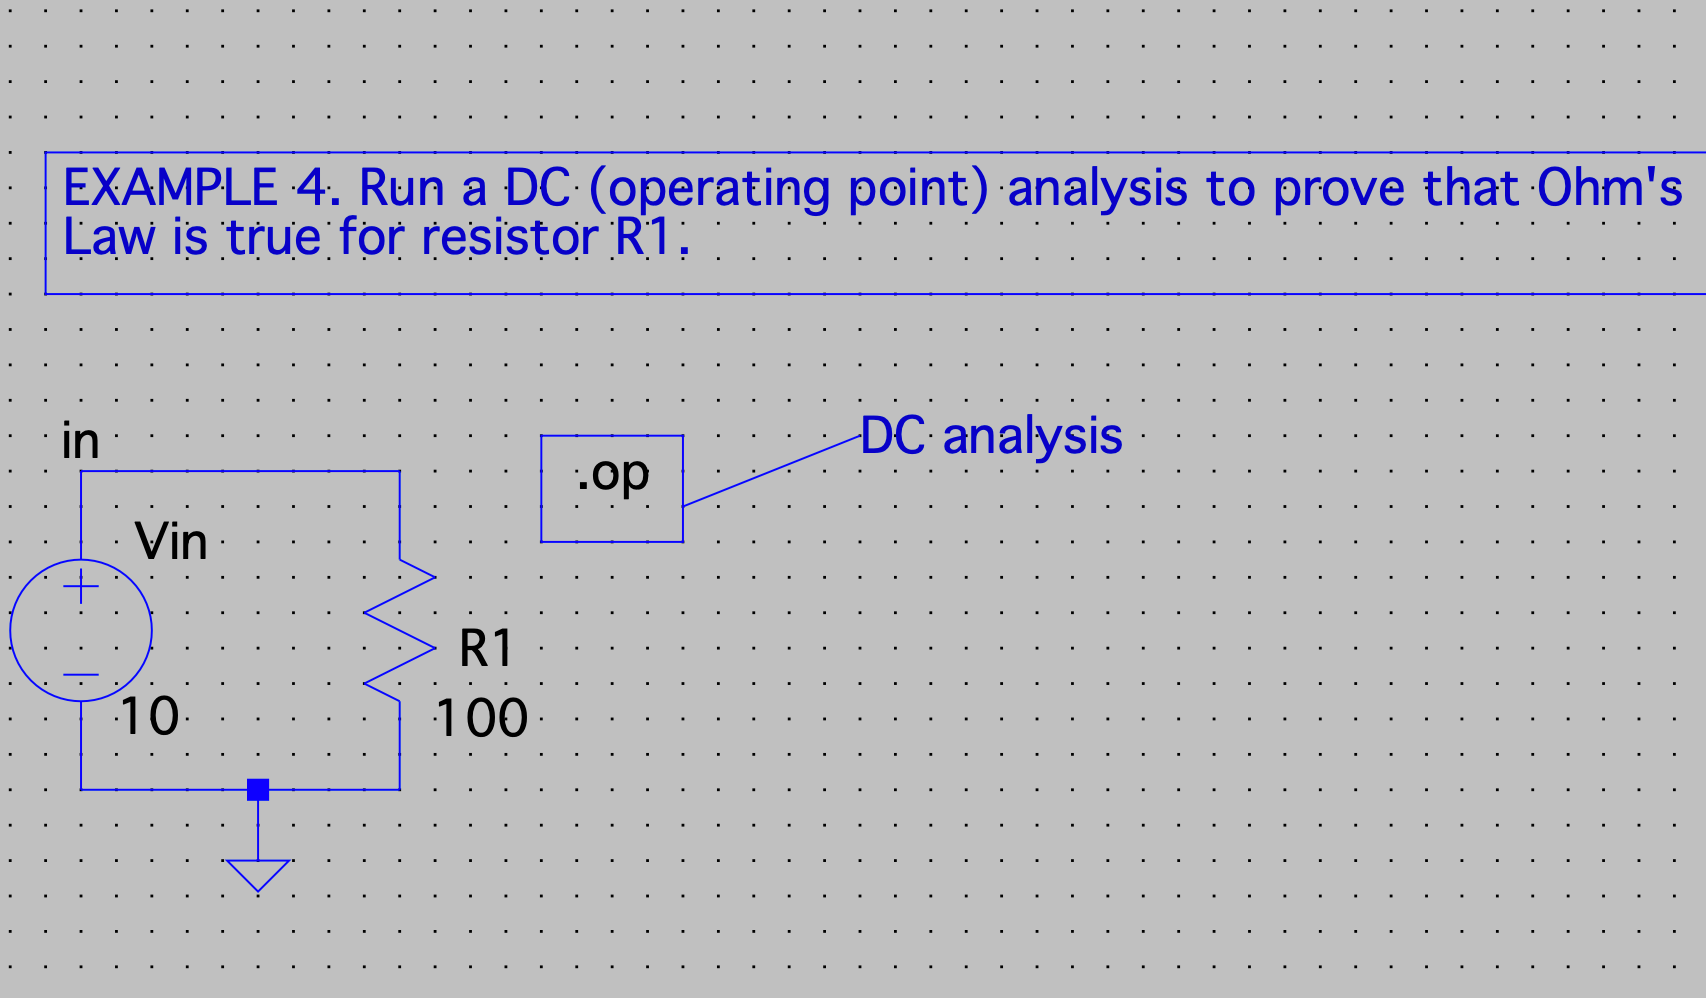 EXAMPLE 4. Run a DC (operating point) analysis to prove that Ohm's
Law is true for resistor R1.
in
.op
DC analysis
Vin
R1
10
100